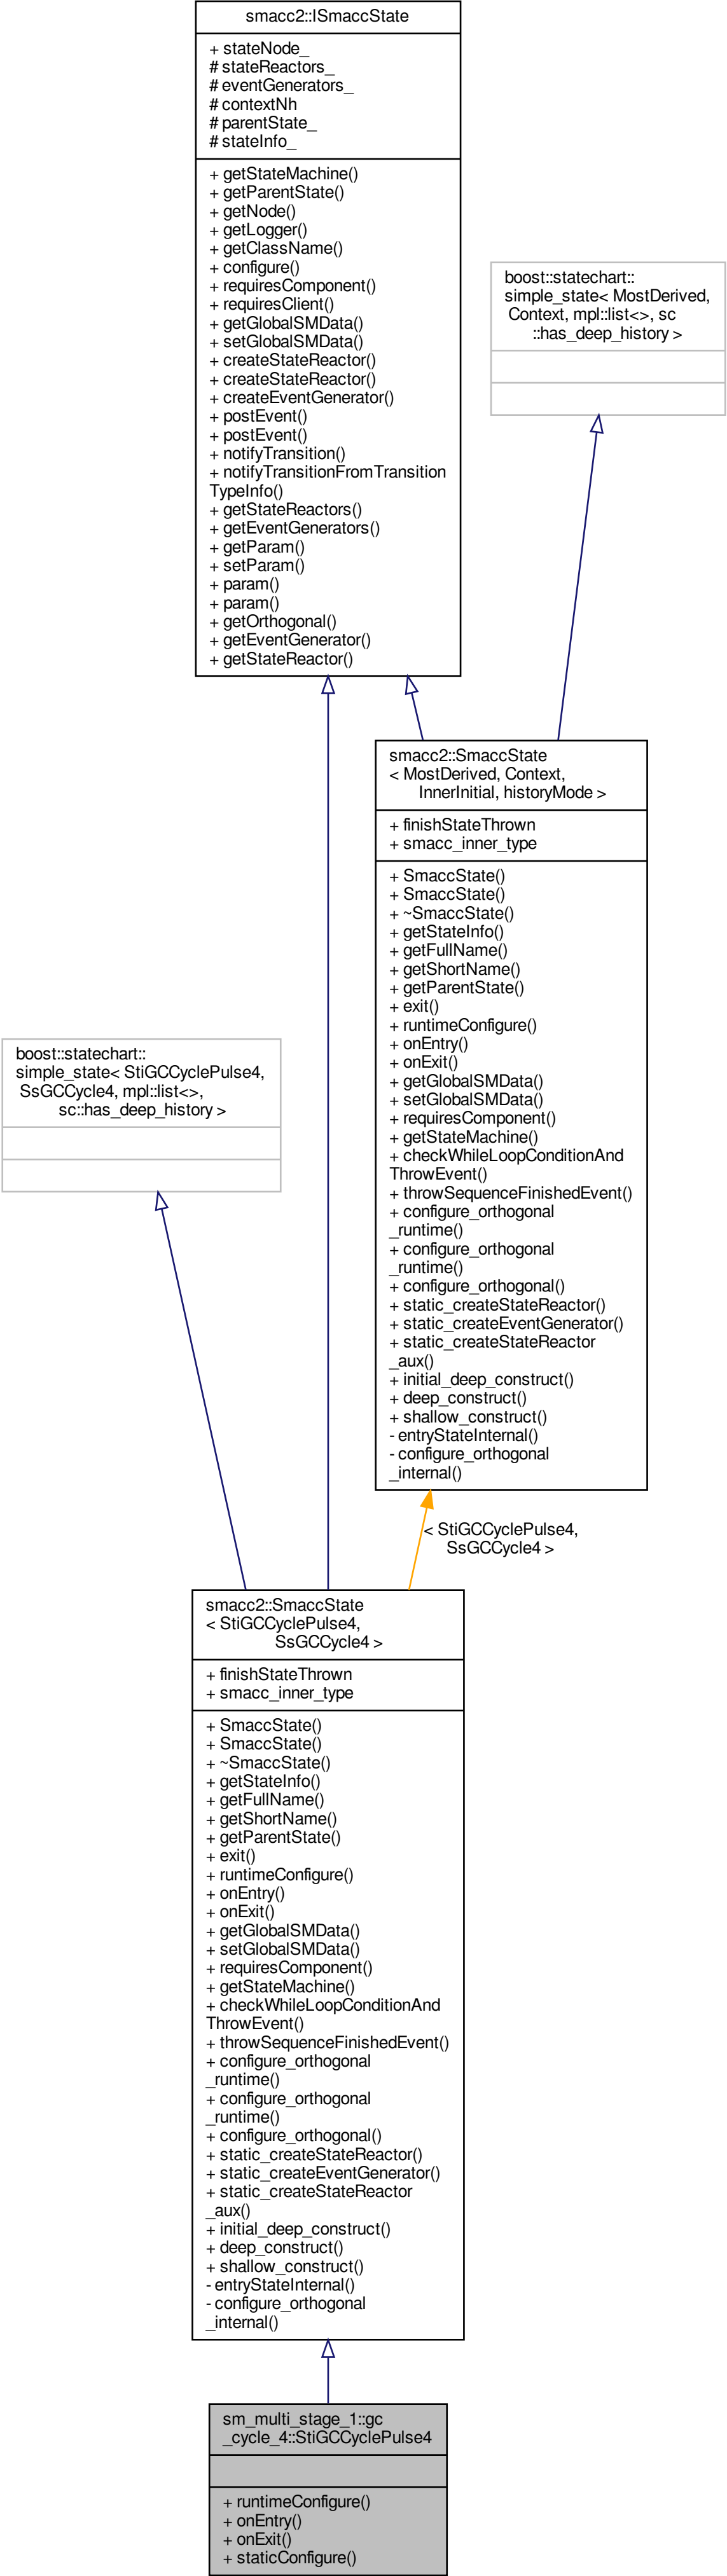 smacc2::ISmaccState
+ stateNode_
# stateReactors_
# eventGenerators_
# contextNh
# parentState_
# stateInfo_
+ getStateMachine()
+ getParentState()
+ getNode()
+ getLogger()
+ getClassName()
+ configure()
+ requiresComponent()
+ requiresClient()
+ getGlobalSMData()
+ setGlobalSMData()
+ createStateReactor()
+ createStateReactor()
+ createEventGenerator()
+ postEvent()
+ postEvent()
+ notifyTransition()
+ notifyTransitionFromTransition
TypeInfo()
+ getStateReactors()
+ getEventGenerators()
+ getParam()
+ setParam()
+ param()
+ param()
+ getOrthogonal()
+ getEventGenerator()
+ getStateReactor()
boost::statechart::
simple_state< MostDerived,
Context, mpl::list<>, sc
::has_deep_history >
smacc2::SmaccState
< MostDerived, Context,
InnerInitial, historyMode >
+ finishStateThrown
+ smacc_inner_type
+ SmaccState()
+ SmaccState()
+ ~SmaccState()
+ getStateInfo()
+ getFullName()
+ getShortName()
+ getParentState()
+ exit()
+ runtimeConfigure()
+ onEntry()
+ onExit()
+ getGlobalSMData()
+ setGlobalSMData()
+ requiresComponent()
+ getStateMachine()
+ checkWhileLoopConditionAnd
ThrowEvent()
+ throwSequenceFinishedEvent()
+ configure_orthogonal
_runtime()
+ configure_orthogonal
_runtime()
+ configure_orthogonal()
+ static_createStateReactor()
+ static_createEventGenerator()
+ static_createStateReactor
_aux()
+ initial_deep_construct()
+ deep_construct()
+ shallow_construct()
- entryStateInternal()
- configure_orthogonal
_internal()
boost::statechart::
simple_state< StiGCCyclePulse4,
SsGCCycle4, mpl::list<>,
sc::has_deep_history >
< StiGCCyclePulse4,
SsGCCycle4 >
smacc2::SmaccState
< StiGCCyclePulse4,
SsGCCycle4 >
+ finishStateThrown
+ smacc_inner_type
+ SmaccState()
+ SmaccState()
+ ~SmaccState()
+ getStateInfo()
+ getFullName()
+ getShortName()
+ getParentState()
+ exit()
+ runtimeConfigure()
+ onEntry()
+ onExit()
+ getGlobalSMData()
+ setGlobalSMData()
+ requiresComponent()
+ getStateMachine()
+ checkWhileLoopConditionAnd
ThrowEvent()
+ throwSequenceFinishedEvent()
+ configure_orthogonal
_runtime()
+ configure_orthogonal
_runtime()
+ configure_orthogonal()
+ static_createStateReactor()
+ static_createEventGenerator()
+ static_createStateReactor
_aux()
+ initial_deep_construct()
+ deep_construct()
+ shallow_construct()
- entryStateInternal()
- configure_orthogonal
_internal()
sm_multi_stage_1::gc
_cycle_4::StiGCCyclePulse4
+ runtimeConfigure()
+ onEntry()
+ onExit()
+ staticConfigure()